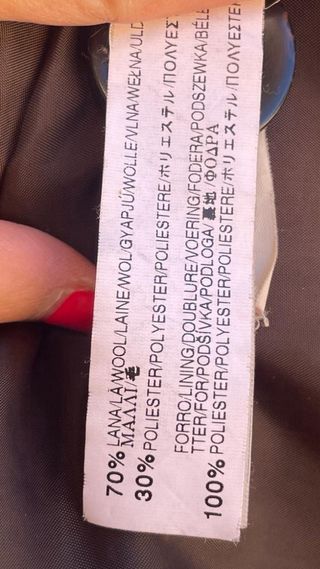 70% LANA/LÃ/WOOL/LAINE/WOL/GYAPJÚ/WOLLE/VLNA/WEŁNA/ULD
ΜΑΛΛΙ/毛
30% POLIESTER/POLYESTER/POLIESTERE/ポリエステル/ΠΟΛΥΕΣΤ
FORRO/LINING/DOUBLURE/VOERING/FODERA/PODSZEWKA/BÉLE
TTER/FOR/PODŠÍVKA/PODLOGA/裏地/ΦΟΔΡΑ
100% POLIESTER/POLYESTER/POLIESTERE/ポリエステル/ΠΟΛΥΕΣΤΕΡ